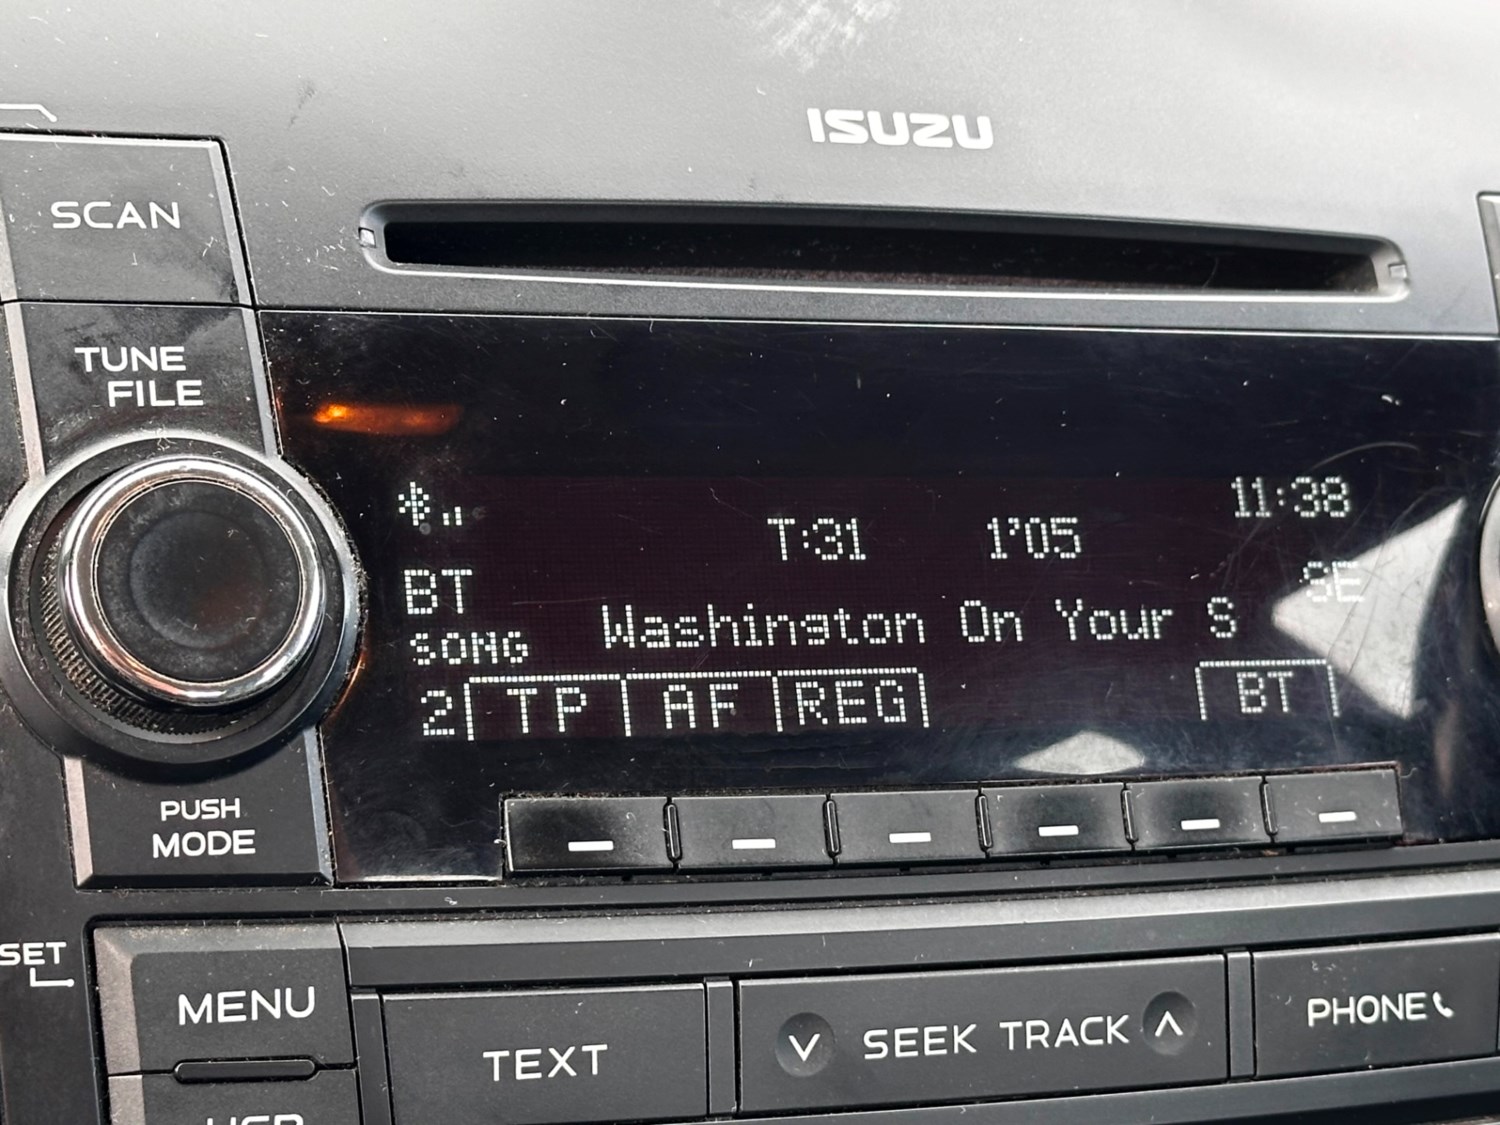 ISUZU
SCAN
TUNE
FILE
11:38
T:31 1'05
BT
SE
SONG Washington On Your S
2 TP AF REG BT
PUSH
MODE
SET
MENU
TEXT
SEEK TRACK
PHONE